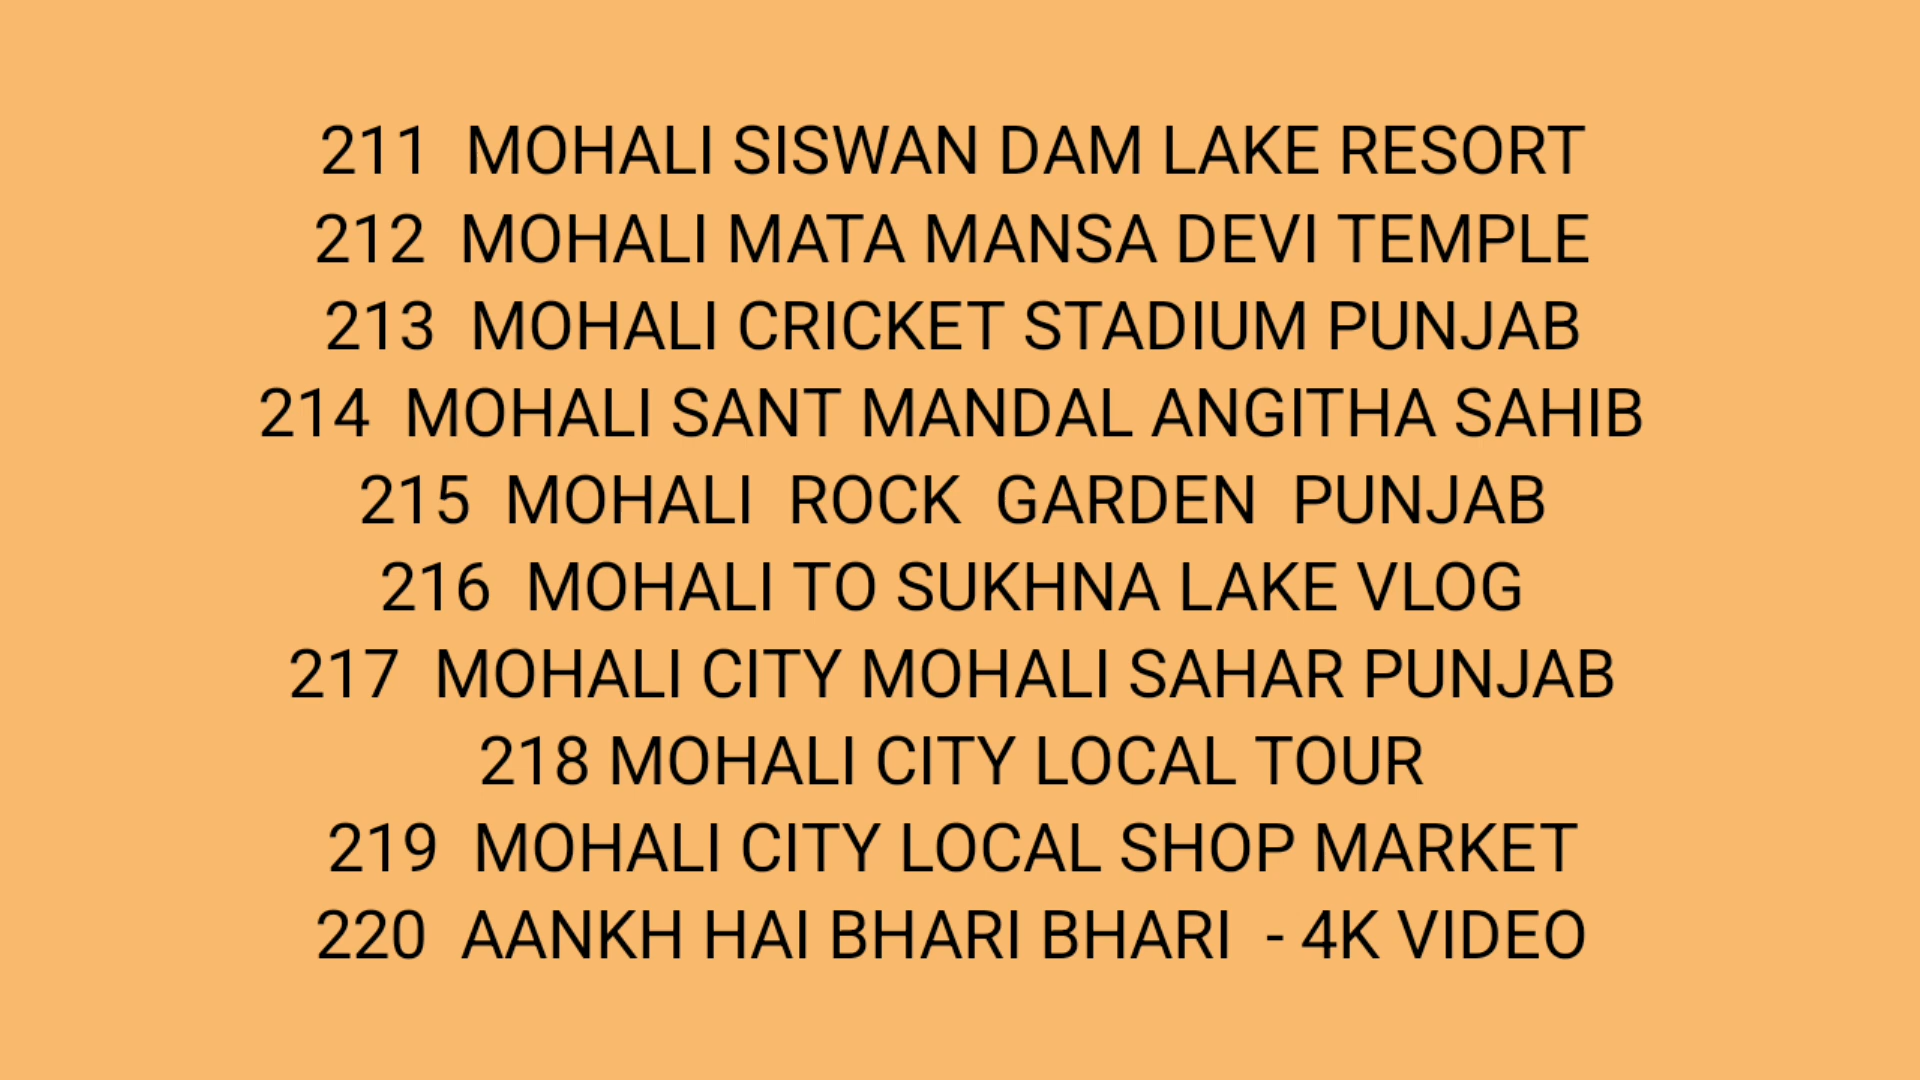 211  MOHALI SISWAN DAM LAKE RESORT
212  MOHALI MATA MANSA DEVI TEMPLE
213  MOHALI CRICKET STADIUM PUNJAB
214  MOHALI SANT MANDAL ANGITHA SAHIB
215  MOHALI  ROCK  GARDEN  PUNJAB
216  MOHALI TO SUKHNA LAKE VLOG
217  MOHALI CITY MOHALI SAHAR PUNJAB
218 MOHALI CITY LOCAL TOUR
219  MOHALI CITY LOCAL SHOP MARKET
220  AANKH HAI BHARI BHARI  - 4K VIDEO